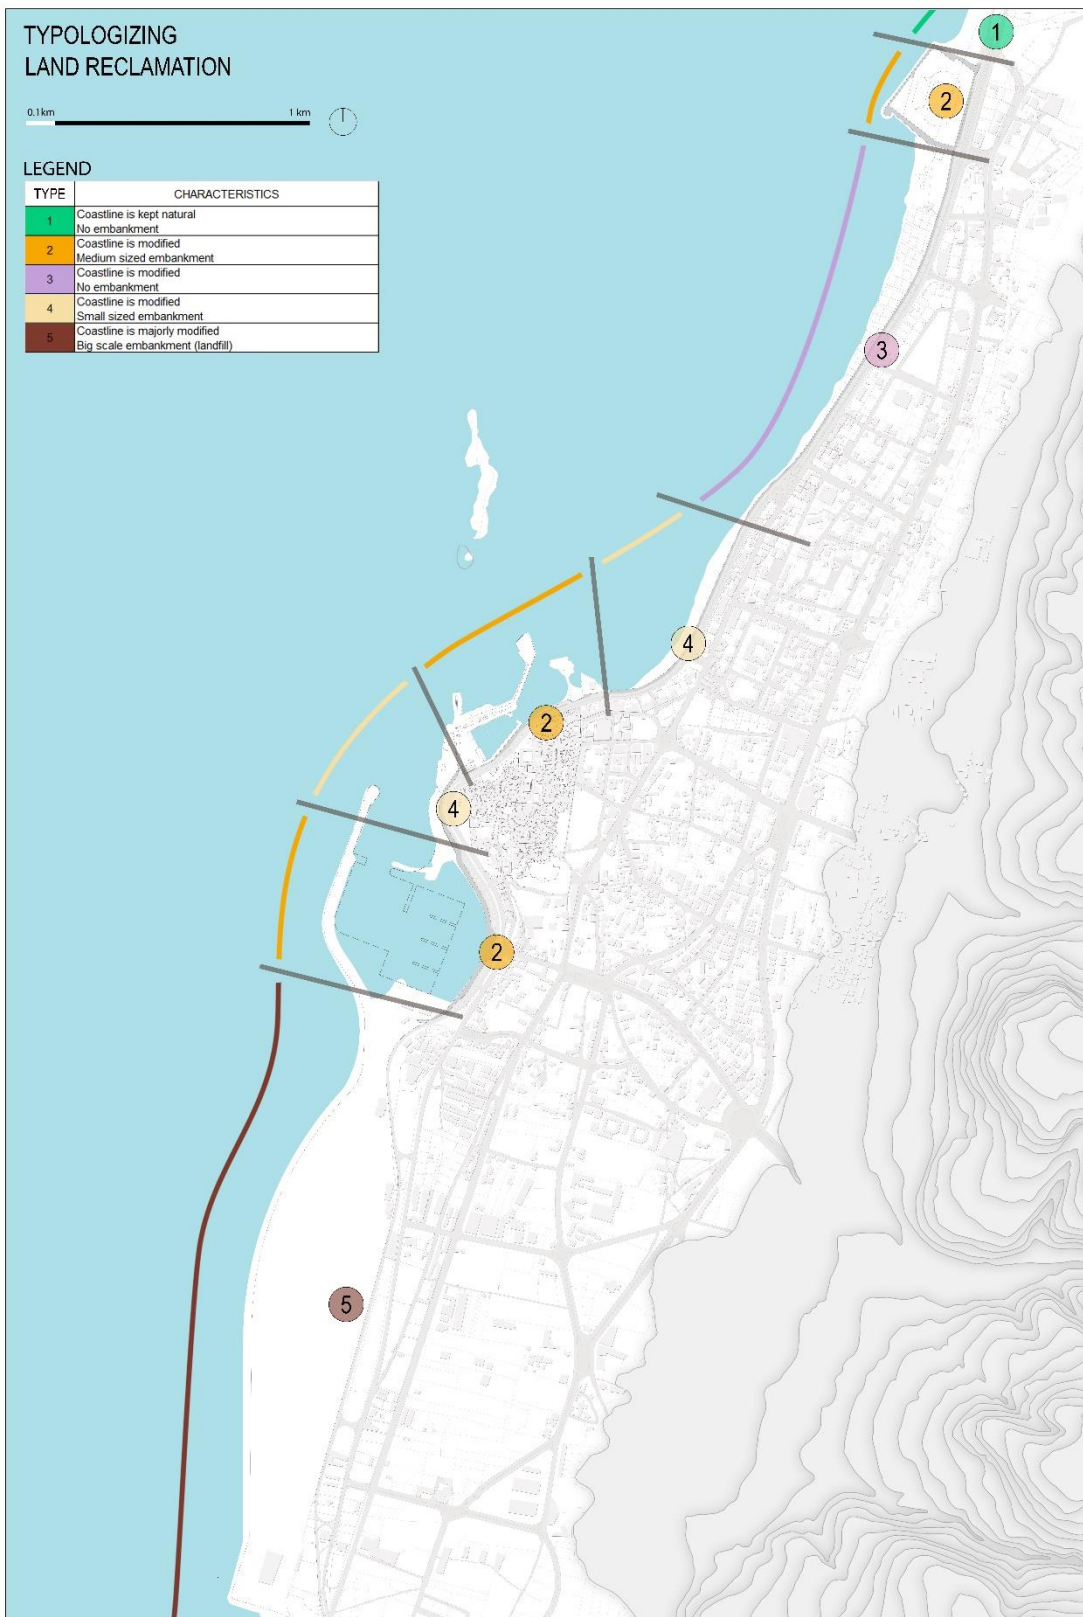 TYPOLOGIZING
LAND RECLAMATION
0.1km 1 km
LEGEND
TYPE CHARACTERISTICS
1 Coastline is kept natural
No embankment
2 Coastline is modified
Medium sized embankment
3 Coastline is modified
No embankment
4 Coastline is modified
Small sized embankment
5 Coastline is majorly modified
Big scale embankment (landfill)
1
2
3
4
2
4
2
5